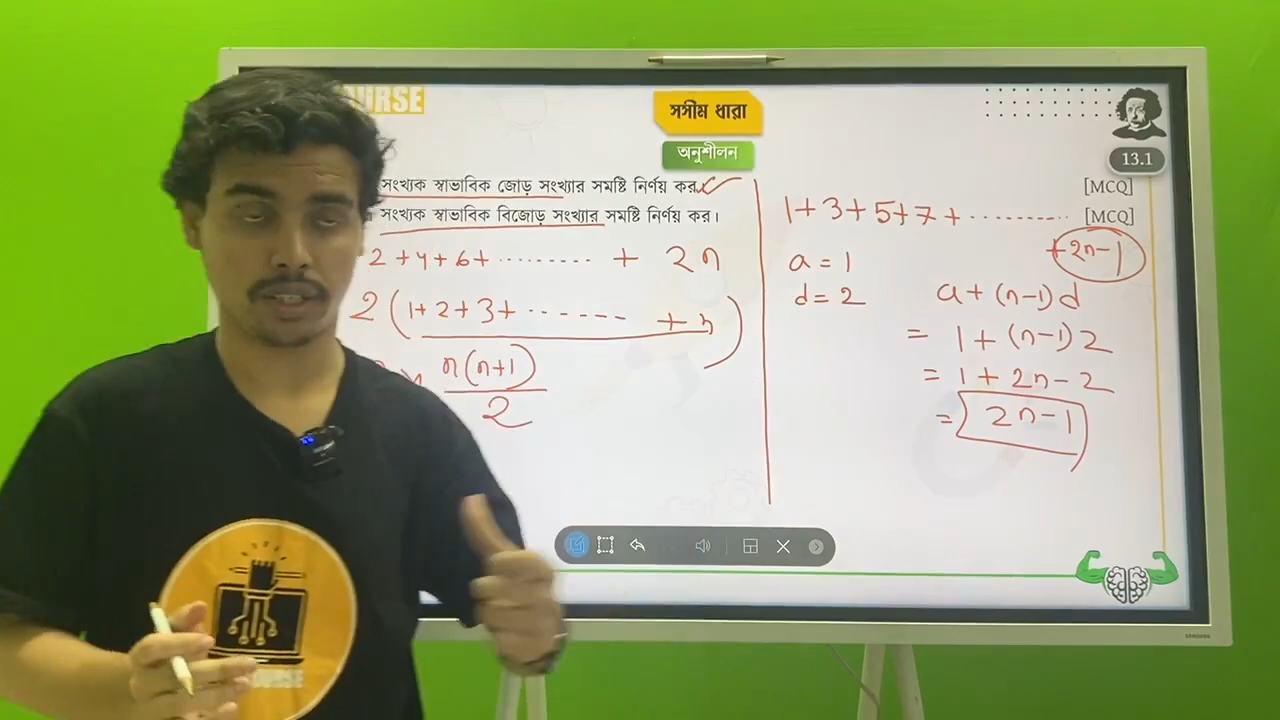 OURSE
সসীম ধারা
অনুশীলন
13.1
সংখ্যক স্বাভাবিক জোড় সংখ্যার সমষ্টি নির্ণয় কর। [MCQ]
সংখ্যক স্বাভাবিক বিজোড় সংখ্যার সমষ্টি নির্ণয় কর। [MCQ]
2+4+6+ ......... + 2n
2(1+2+3+ ...... + n)
n(n+1)
2
1+3+5+7+ ..........
+2n-1
a = 1
d = 2
a+(n-1)d
= 1+(n-1)2
= 1+2n-2
= 2n-1
OURSE
SAMSUNG